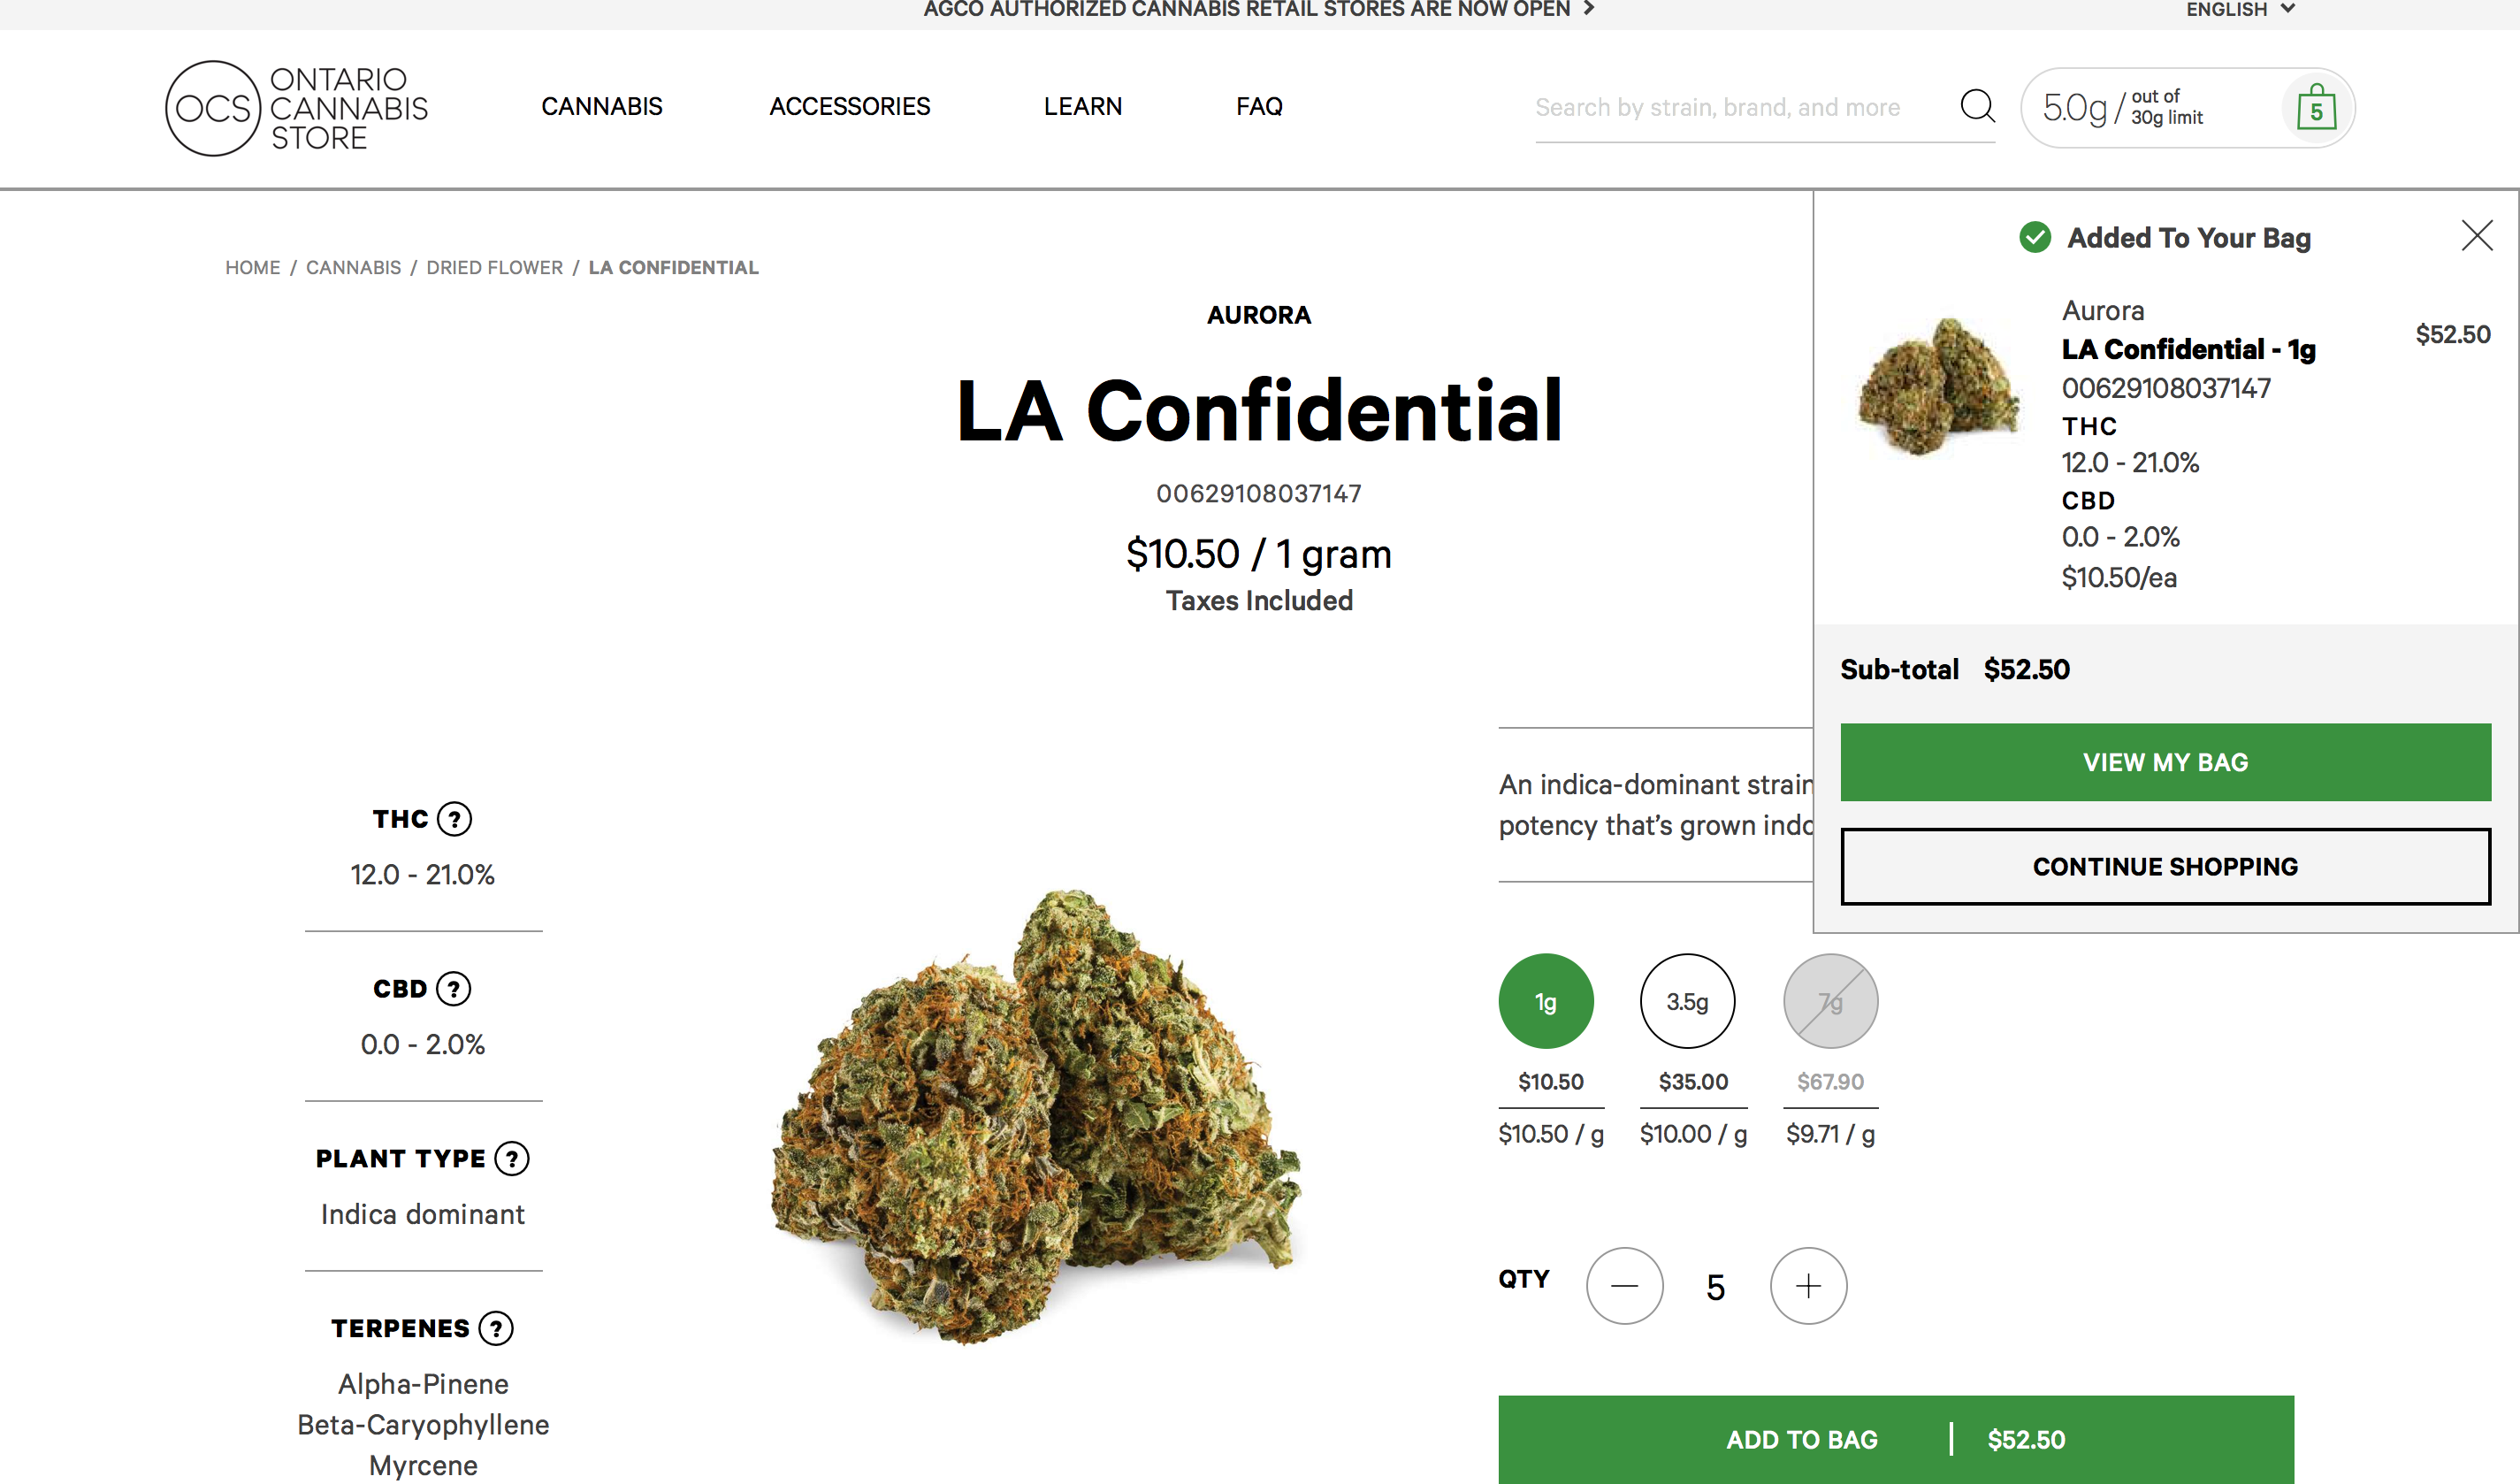 AGCO AUTHORIZED CANNABIS RETAIL STORES ARE NOW OPEN
ENGLISH
OCS
ONTARIO
CANNABIS
STORE
CANNABIS
ACCESSORIES
LEARN
FAQ
Search by strain, brand, and more
5.0g / out of
30g limit
5
HOME / CANNABIS / DRIED FLOWER / LA CONFIDENTIAL
AURORA
LA Confidential
00629108037147
$10.50 / 1 gram
Taxes Included
Added To Your Bag
Aurora
LA Confidential - 1g
$52.50
00629108037147
THC
12.0 - 21.0%
CBD
0.0 - 2.0%
$10.50/ea
Sub-total $52.50
VIEW MY BAG
CONTINUE SHOPPING
THC ?
12.0 - 21.0%
CBD ?
0.0 - 2.0%
PLANT TYPE ?
Indica dominant
TERPENES ?
Alpha-Pinene
Beta-Caryophyllene
Myrcene
An indica-dominant strain
potency that's grown
1g
3.5g
7g
$10.50
$35.00
$67.90
$10.50 / g
$10.00 / g
$9.71 / g
QTY
5
ADD TO BAG | $52.50